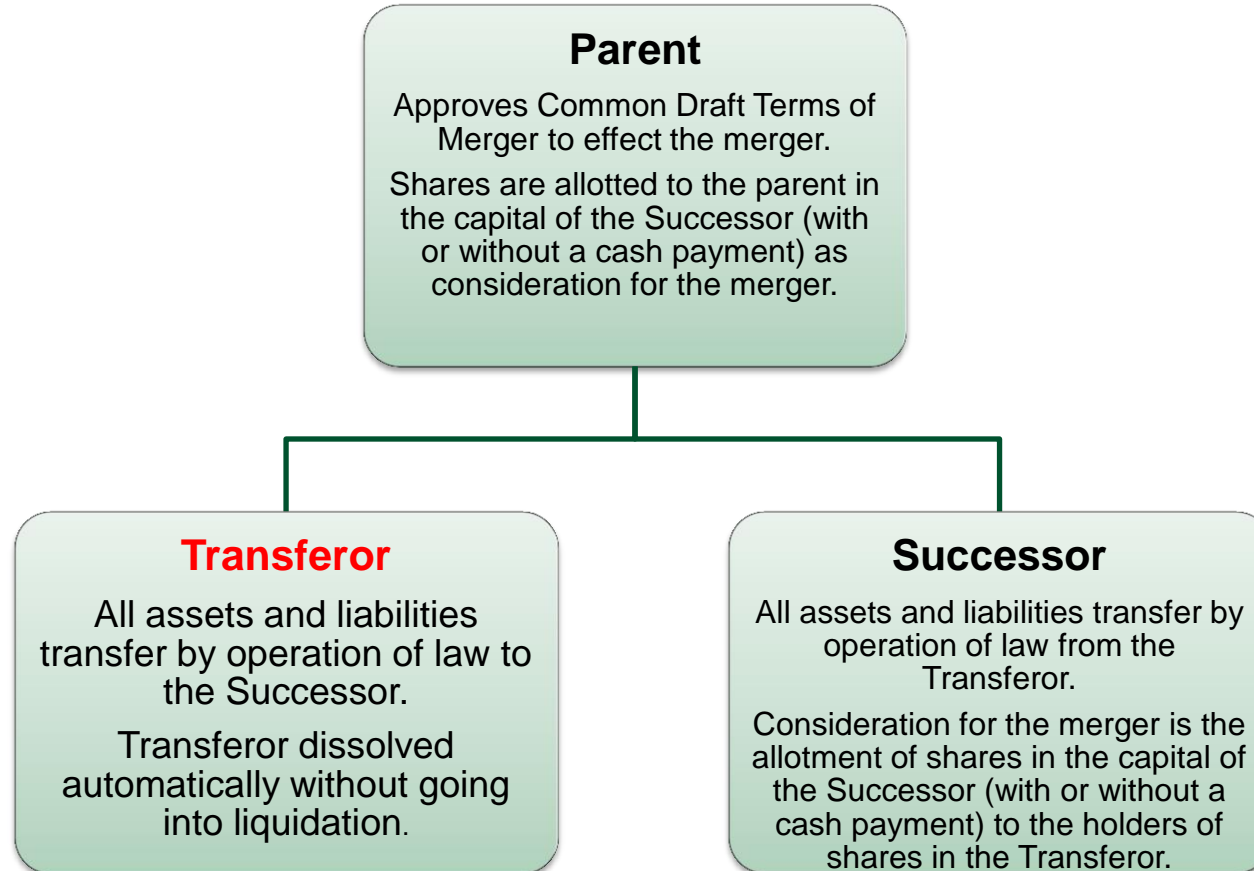 Parent
Approves Common Draft Terms of
Merger to effect the merger.
Shares are allotted to the parent in
the capital of the Successor (with
or without a cash payment) as
consideration for the merger.
Transferor
All assets and liabilities
transfer by operation of law to
the Successor.
Transferor dissolved
automatically without going
into liquidation.
Successor
All assets and liabilities transfer by
operation of law from the
Transferor.
Consideration for the merger is the
allotment of shares in the capital of
the Successor (with or without a
cash payment) to the holders of
shares in the Transferor.